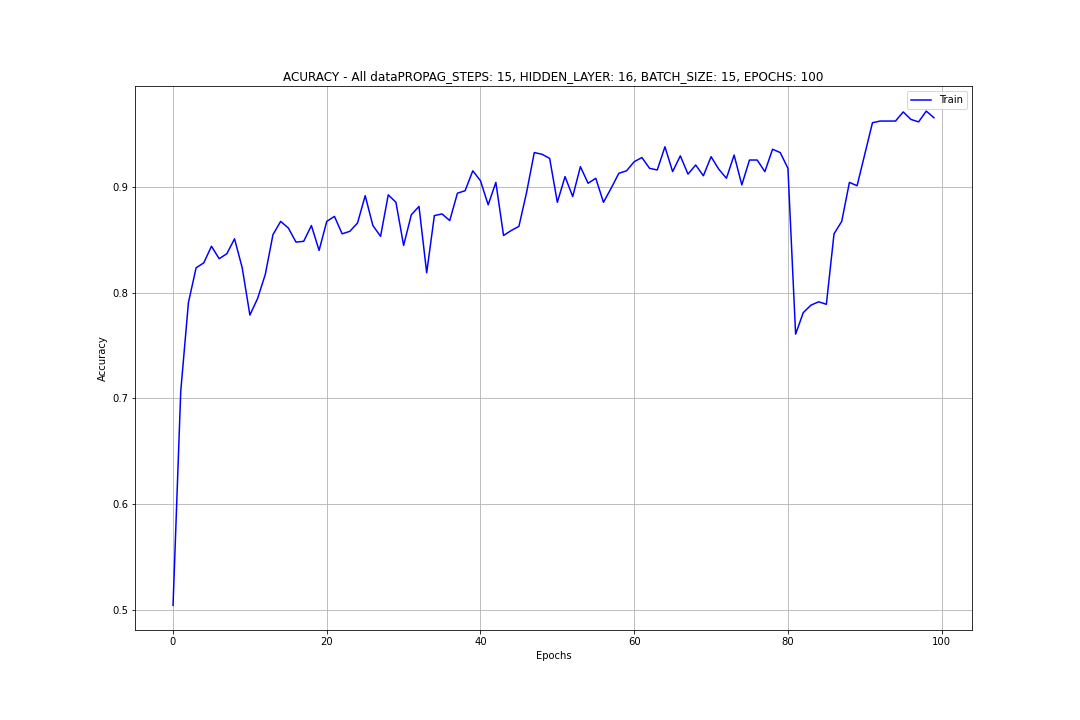 ACURACY - All dataPROPAG_STEPS: 15, HIDDEN_LAYER: 16, BATCH_SIZE: 15, EPOCHS: 100
Train
0.9
0.8
0.7
0.6
0.5
Accuracy
0 20 40 60 80 100
Epochs